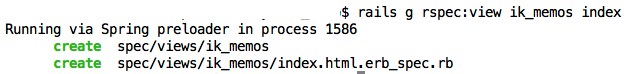 $ rails g rspec:view ik_memos index
Running via Spring preloader in process 1586
create spec/views/ik_memos
create spec/views/ik_memos/index.html.erb_spec.rb